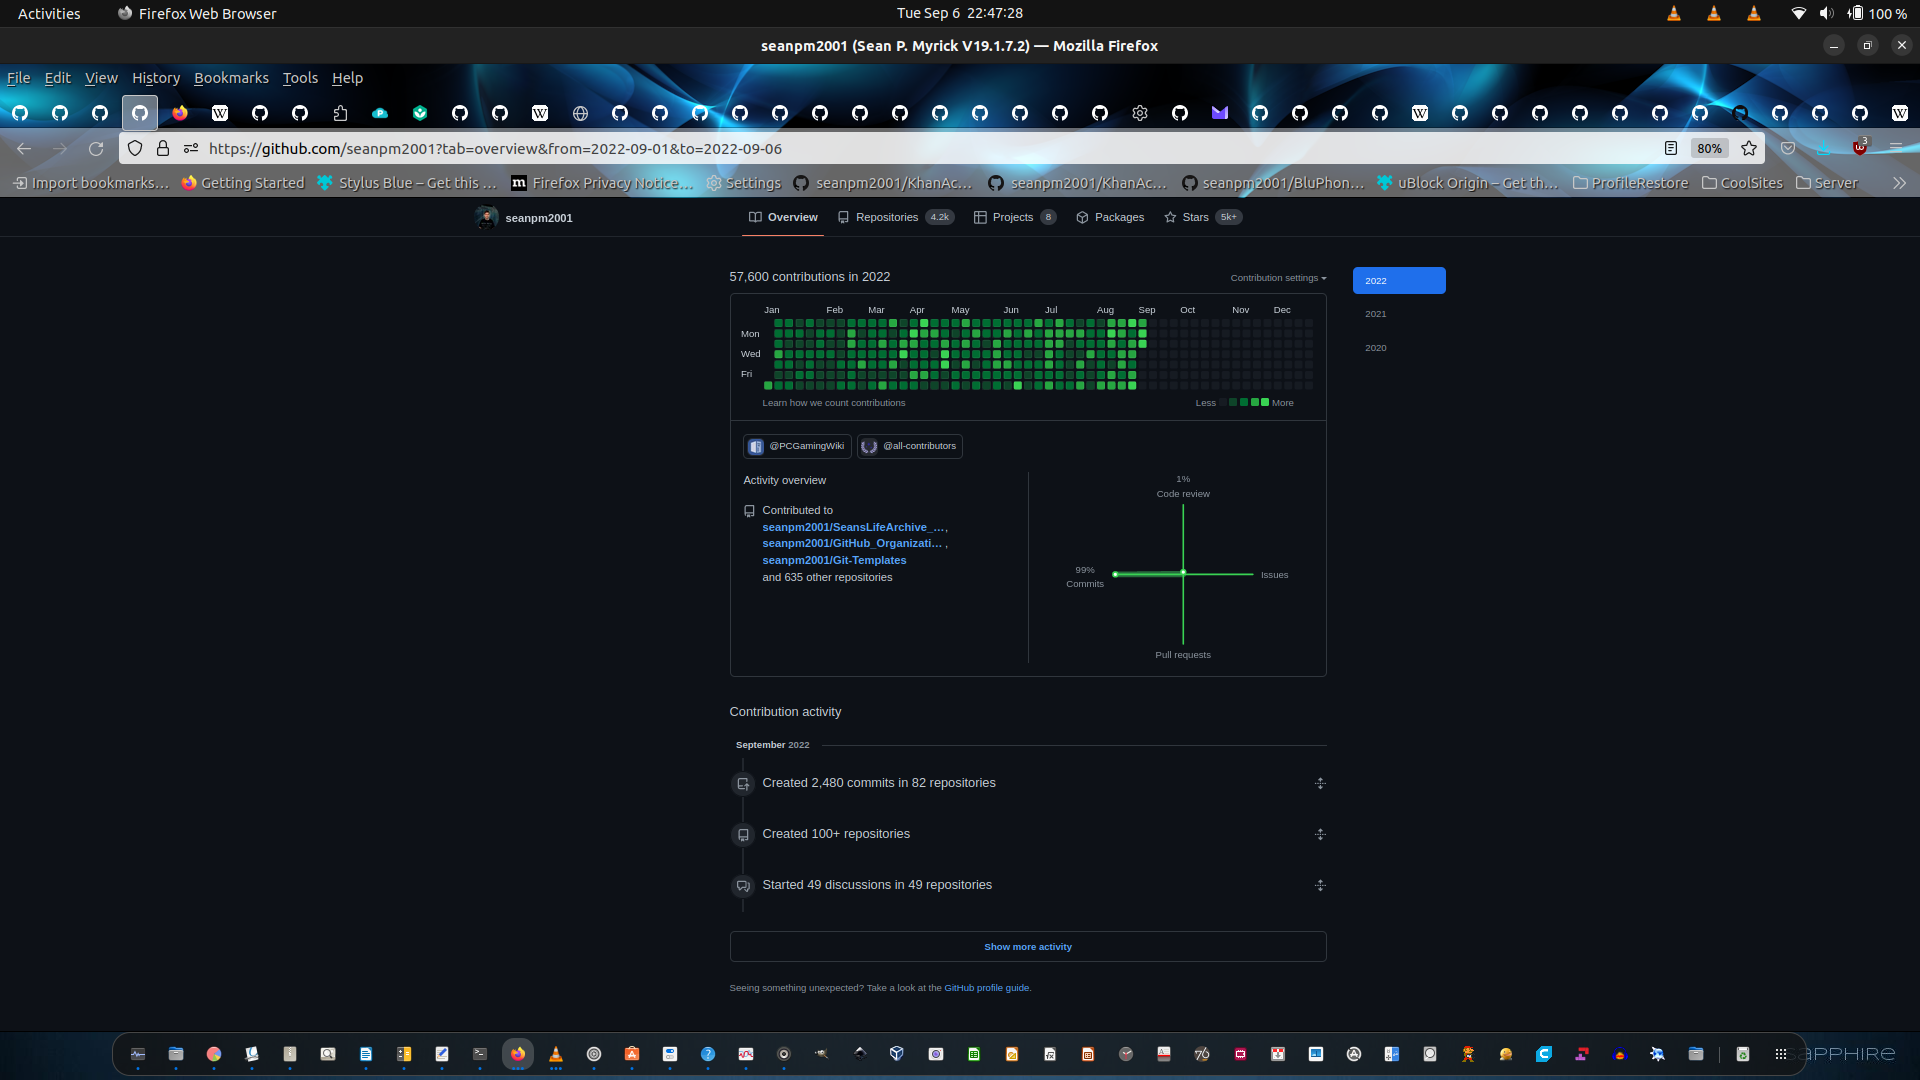 Activities
Firefox Web Browser
Tue Sep 6 22:47:28
100 %
seanpm2001 (Sean P. Myrick V19.1.7.2) — Mozilla Firefox
File Edit View History Bookmarks Tools Help
https://github.com/seanpm2001?tab=overview&from=2022-09-01&to=2022-09-06
80%
3
Import bookmarks… Getting Started Stylus Blue – Get this … Firefox Privacy Notice… Settings seanpm2001/KhanAc… seanpm2001/KhanAc… seanpm2001/BluPhon… uBlock Origin – Get th… ProfileRestore CoolSites Server
seanpm2001
Overview Repositories 4.2k Projects 8 Packages Stars 5k+
57,600 contributions in 2022
Contribution settings
2022
2021
2020
Jan Feb Mar Apr May Jun Jul Aug Sep Oct Nov Dec
Mon
Wed
Fri
Learn how we count contributions
Less More
@PCGamingWiki @all-contributors
Activity overview
Contributed to
seanpm2001/SeansLifeArchive_…,
seanpm2001/GitHub_Organizati… ,
seanpm2001/Git-Templates
and 635 other repositories
1%
Code review
99%
Commits
Issues
Pull requests
Contribution activity
September 2022
Created 2,480 commits in 82 repositories
Created 100+ repositories
Started 49 discussions in 49 repositories
Show more activity
Seeing something unexpected? Take a look at the GitHub profile guide.
76
SAPPHIRE